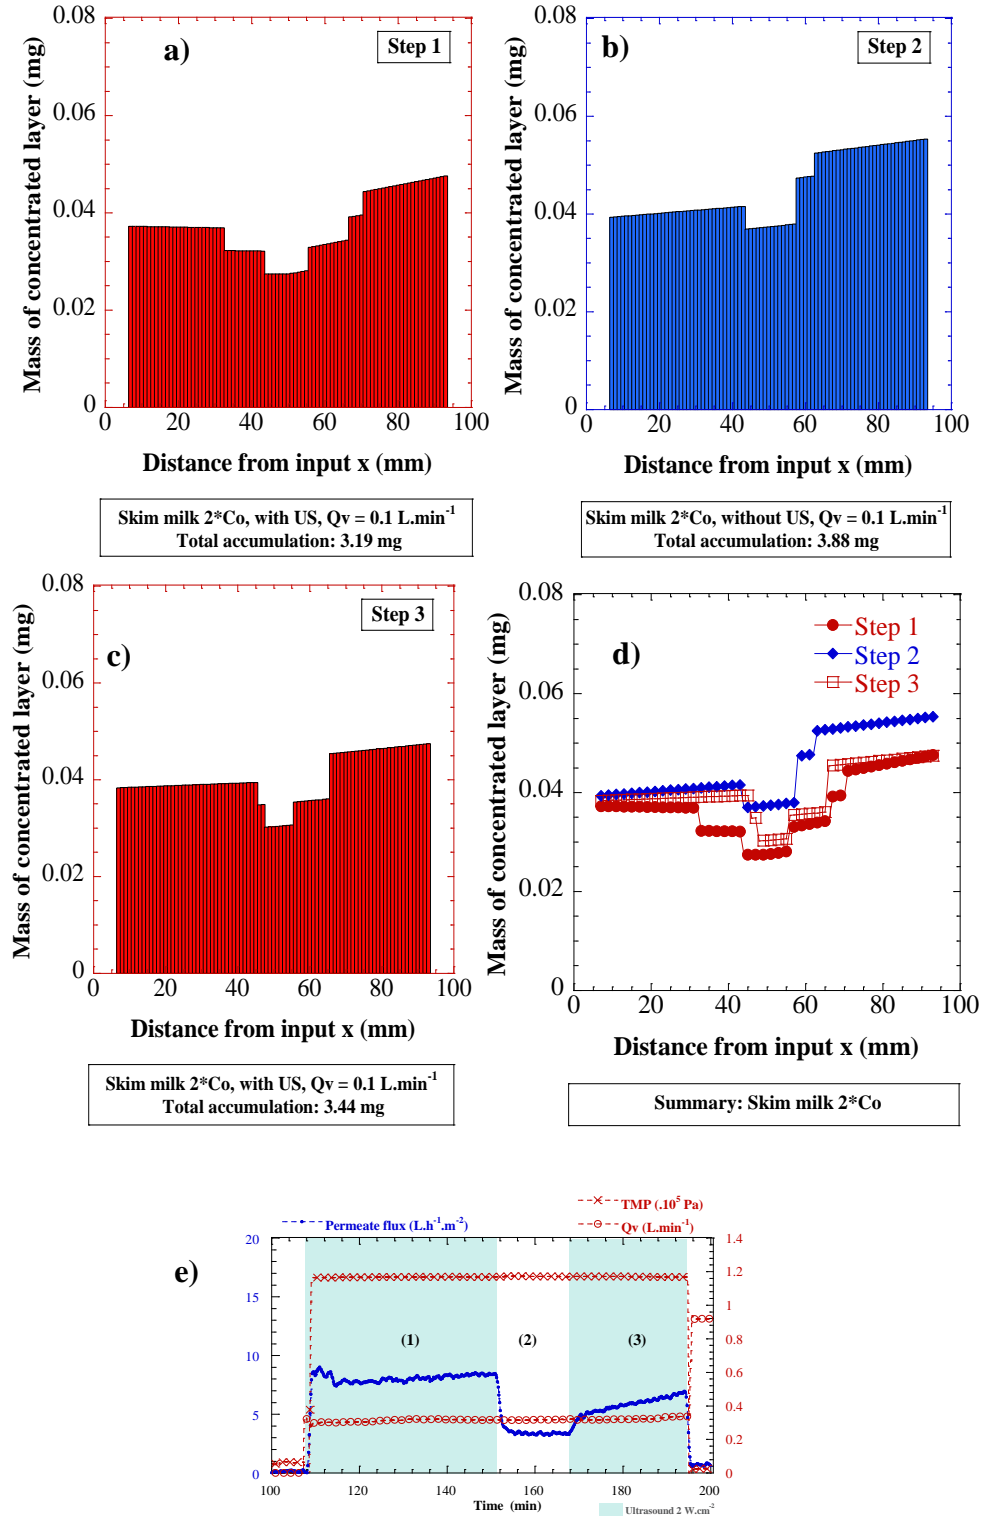 a)
Step 1
Mass of concentrated layer (mg)
0.08
0.06
0.04
0.02
0
0 20 40 60 80 100
Distance from input x (mm)
Skim milk 2*Co, with US, Qv = 0.1 L.min⁻¹
Total accumulation: 3.19 mg
b)
Step 2
Mass of concentrated layer (mg)
0.08
0.06
0.04
0.02
0
0 20 40 60 80 100
Distance from input x (mm)
Skim milk 2*Co, without US, Qv = 0.1 L.min⁻¹
Total accumulation: 3.88 mg
c)
Step 3
Mass of concentrated layer (mg)
0.08
0.06
0.04
0.02
0
0 20 40 60 80 100
Distance from input x (mm)
Skim milk 2*Co, with US, Qv = 0.1 L.min⁻¹
Total accumulation: 3.44 mg
d)
Step 1
Step 2
Step 3
Mass of concentrated layer (mg)
0.08
0.06
0.04
0.02
0
0 20 40 60 80 100
Distance from input x (mm)
Summary: Skim milk 2*Co
e)
Permeate flux (L.h⁻¹.m⁻²)
TMP (.10⁵ Pa)
Qv (L.min⁻¹)
20
15
10
5
0
1.4
1.2
1
0.8
0.6
0.4
0.2
0
(1)
(2)
(3)
100 120 140 160 180 200
Time (min)
Ultrasound 2 W.cm⁻²